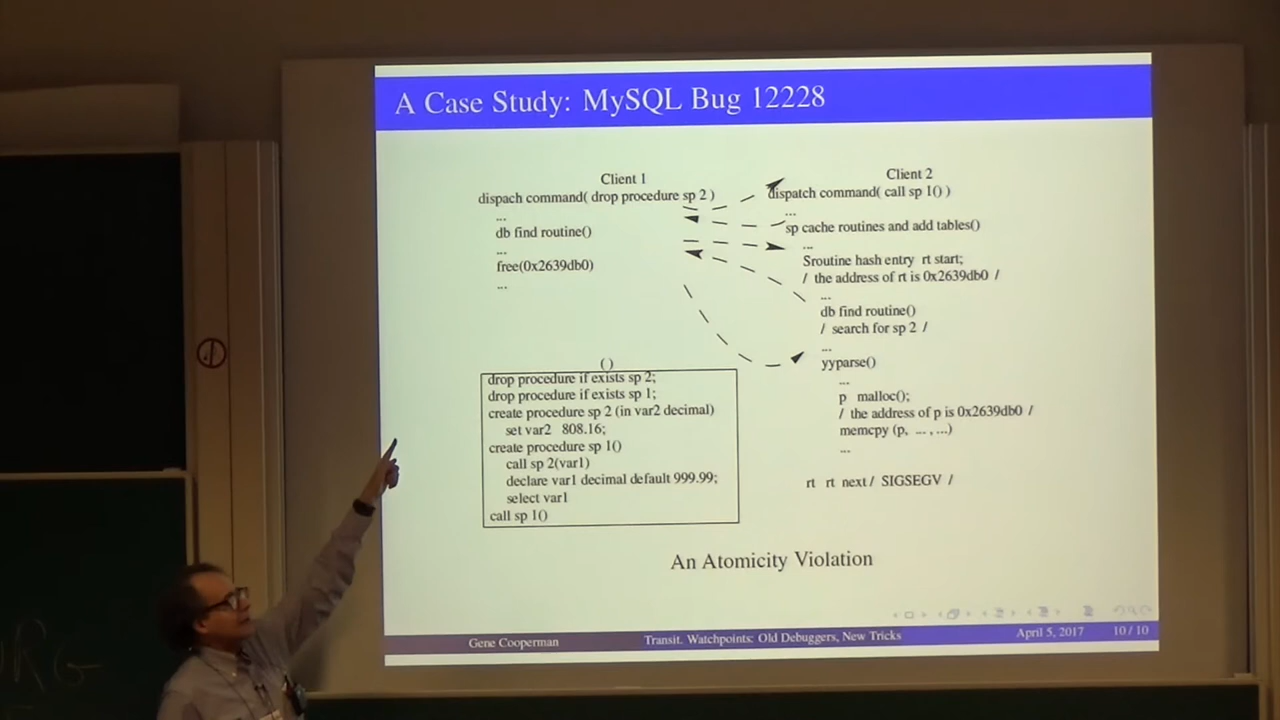 A Case Study: MySQL Bug 12228
Client 1
dispach command( drop procedure sp 2 )
...
db find routine()
...
free(0x2639db0)
...
Client 2
dispatch command( call sp 1() )
...
sp cache routines and add tables()
...
Sroutine hash entry rt start;
/ the address of rt is 0x2639db0 /
...
db find routine()
/ search for sp 2 /
...
yyparse()
...
p malloc();
/ the address of p is 0x2639db0 /
memcpy (p, ... , ...)
...
rt rt next / SIGSEGV /
()
drop procedure if exists sp 2;
drop procedure if exists sp 1;
create procedure sp 2 (in var2 decimal)
set var2 808.16;
create procedure sp 1()
call sp 2(var1)
declare var1 decimal default 999.99;
select var1
call sp 1()
An Atomicity Violation
Gene Cooperman Transit. Watchpoints: Old Debuggers, New Tricks April 5, 2017 10 / 10